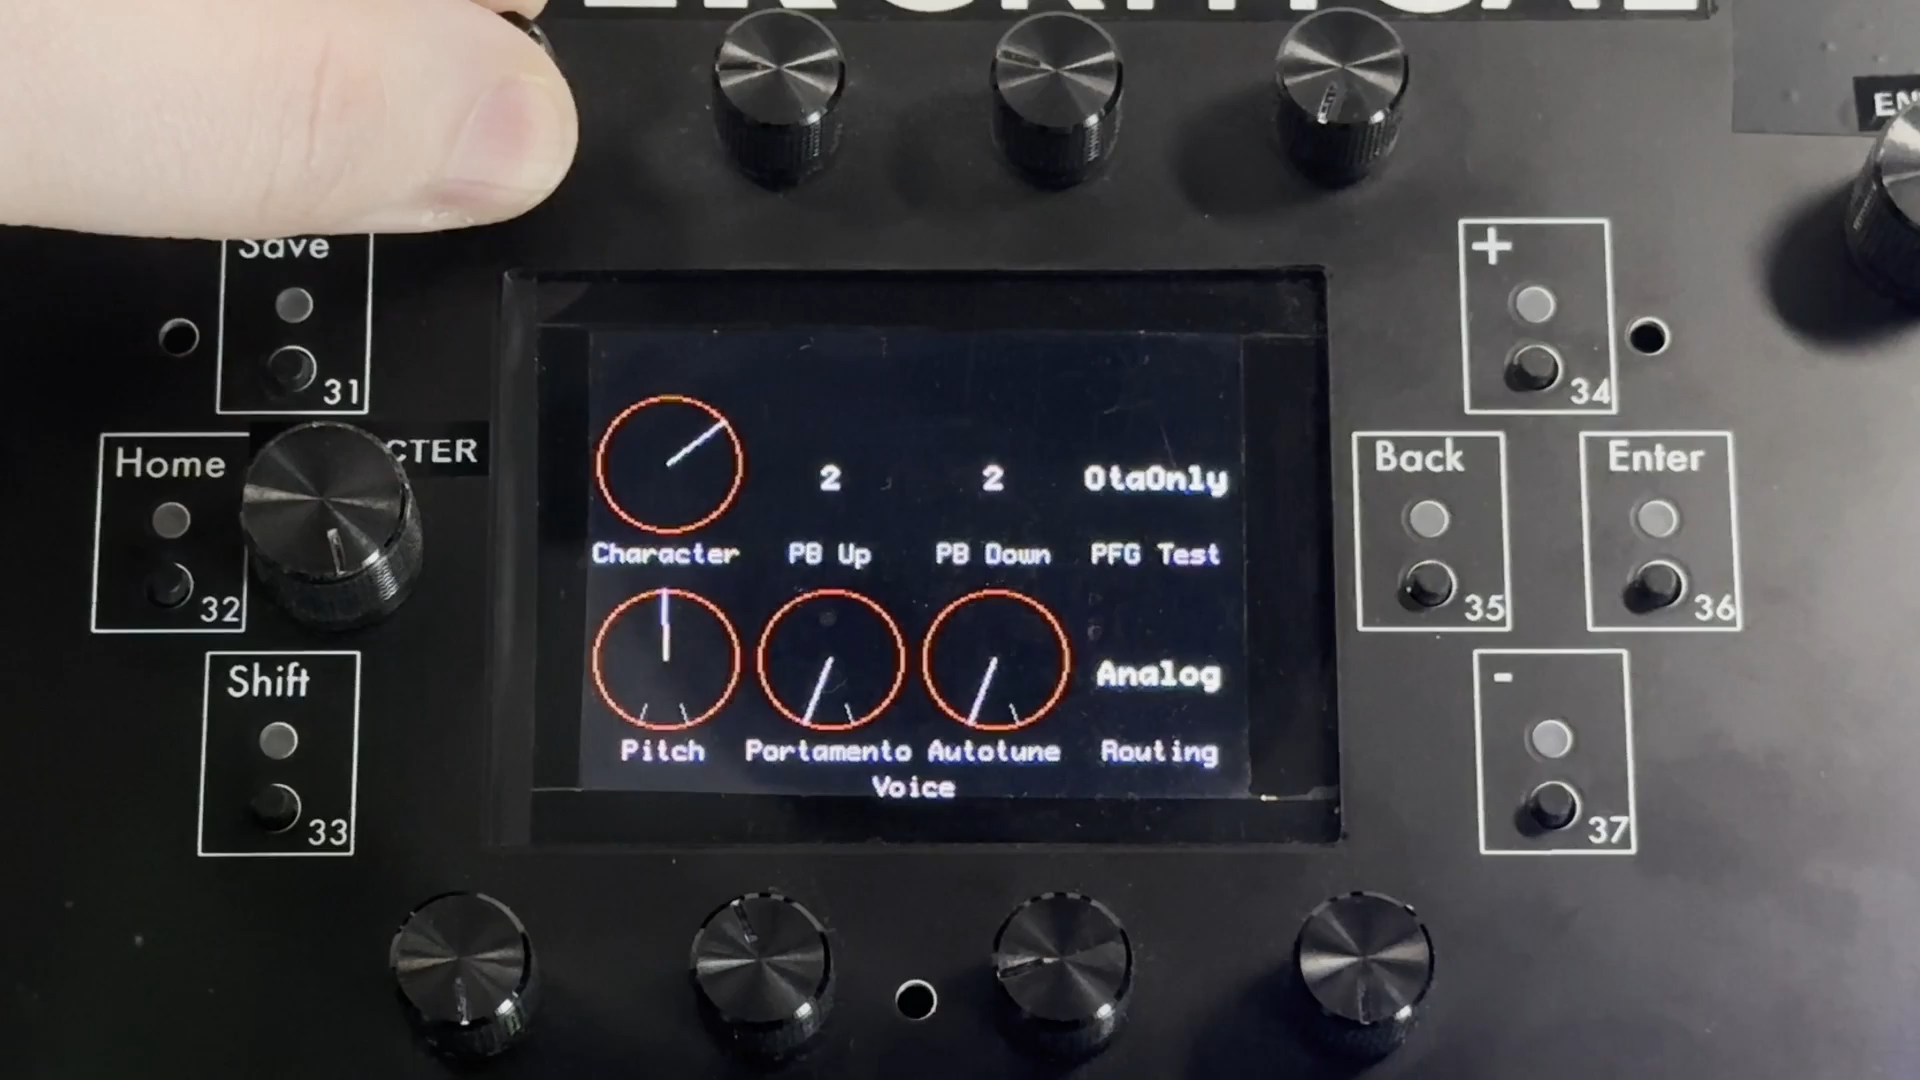 Save
31
Home
CTER
32
Shift
33
+
34
Back
35
Enter
36
-
37
2
2
OtaOnly
Character
PB Up
PB Down
PFG Test
Analog
Pitch
Portamento
Autotune
Routing
Voice
EN